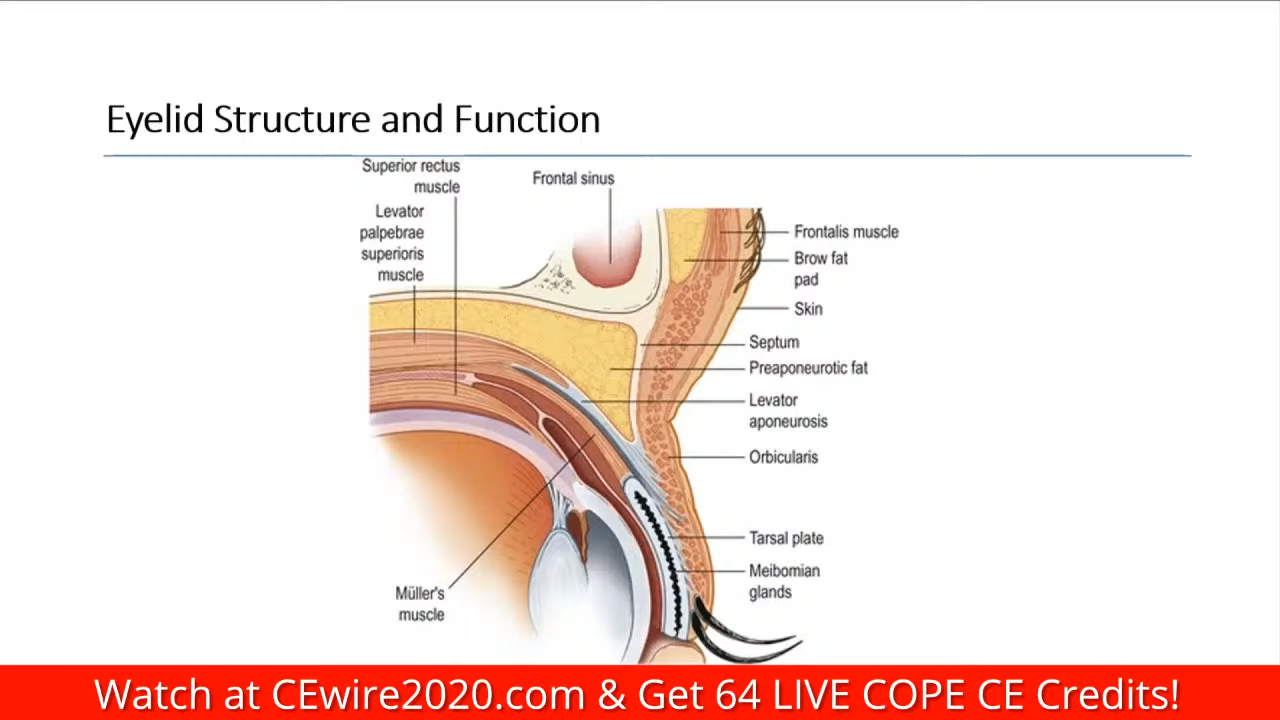 Eyelid Structure and Function
Superior rectus
muscle
Frontal sinus
Levator
palpebrae
superioris
muscle
Frontalis muscle
Brow fat
pad
Skin
Septum
Preaponeurotic fat
Levator
aponeurosis
Orbicularis
Tarsal plate
Meibomian
glands
Müller's
muscle
Watch at CEwire2020.com & Get 64 LIVE COPE CE Credits!